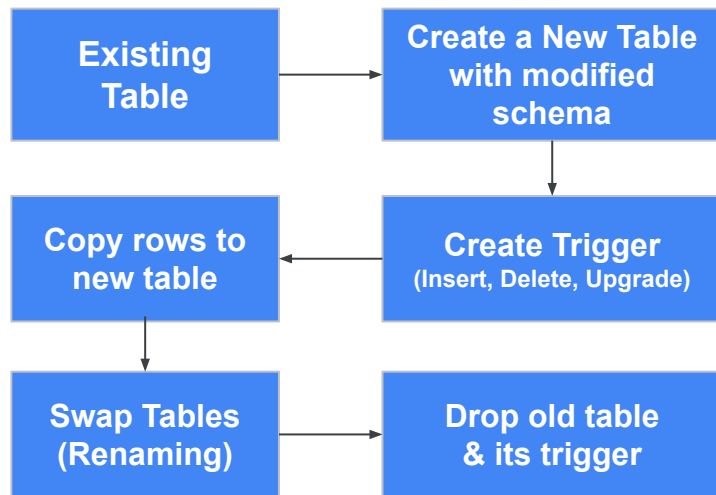 Existing
Table
Create a New Table
with modified
schema
Create Trigger
(Insert, Delete, Upgrade)
Copy rows to
new table
Swap Tables
(Renaming)
Drop old table
& its trigger